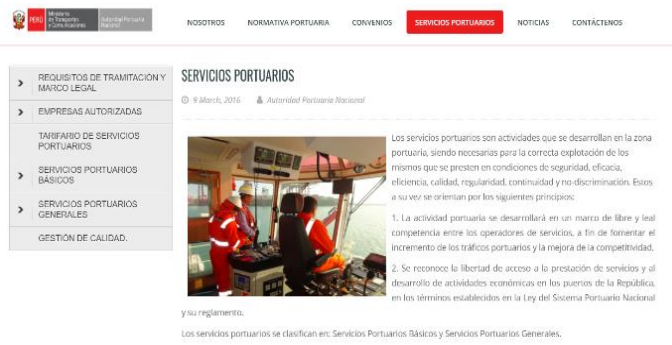 PERÚ
Ministerio
de Transportes
y Comunicaciones
Autoridad Portuaria
Nacional
NOSOTROS NORMATIVA PORTUARIA CONVENIOS SERVICIOS PORTUARIOS NOTICIAS CONTÁCTENOS
REQUISITOS DE TRAMITACIÓN Y
MARCO LEGAL
EMPRESAS AUTORIZADAS
TARIFARIO DE SERVICIOS
PORTUARIOS
SERVICIOS PORTUARIOS
BÁSICOS
SERVICIOS PORTUARIOS
GENERALES
GESTIÓN DE CALIDAD.
SERVICIOS PORTUARIOS
9 March, 2016 Autoridad Portuaria Nacional
Los servicios portuarios son actividades que se desarrollan en la zona
portuaria, siendo necesarias para la correcta explotación de los
mismos que se presten en condiciones de seguridad, eficacia,
eficiencia, calidad, regularidad, continuidad y no discriminación. Estos
a su vez se orientan por los siguientes principios:
1. La actividad portuaria se desarrollará en un marco de libre y leal
competencia entre los operadores de servicios, a fin de fomentar el
incremento de los tráficos portuarios y la mejora de la competitividad.
2. Se reconoce la libertad de acceso a la prestación de servicios y al
desarrollo de actividades económicas en los puertos de la República,
en los términos establecidos en la Ley del Sistema Portuario Nacional
y su reglamento.
Los servicios portuarios se clasifican en: Servicios Portuarios Básicos y Servicios Portuarios Generales.